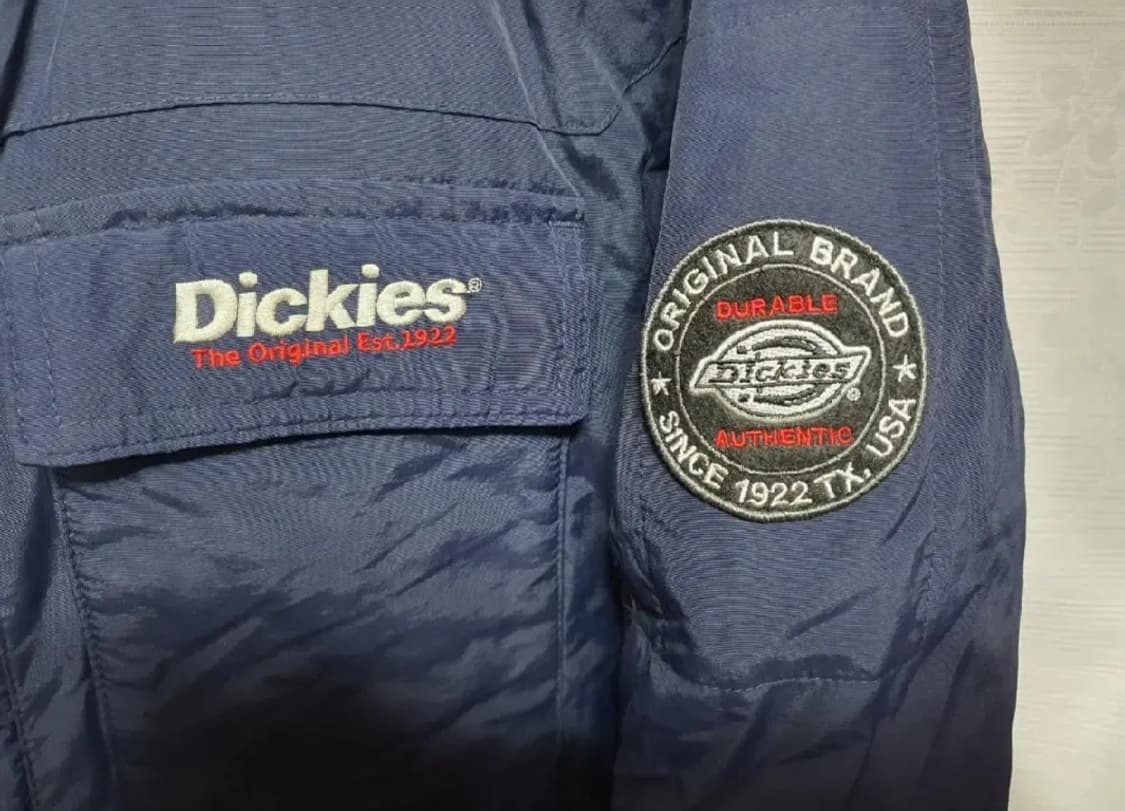 Dickies®
The Original Est.1922
ORIGINAL BRAND
DURABLE
Dickies®
AUTHENTIC
★ SINCE 1922 TX. USA ★